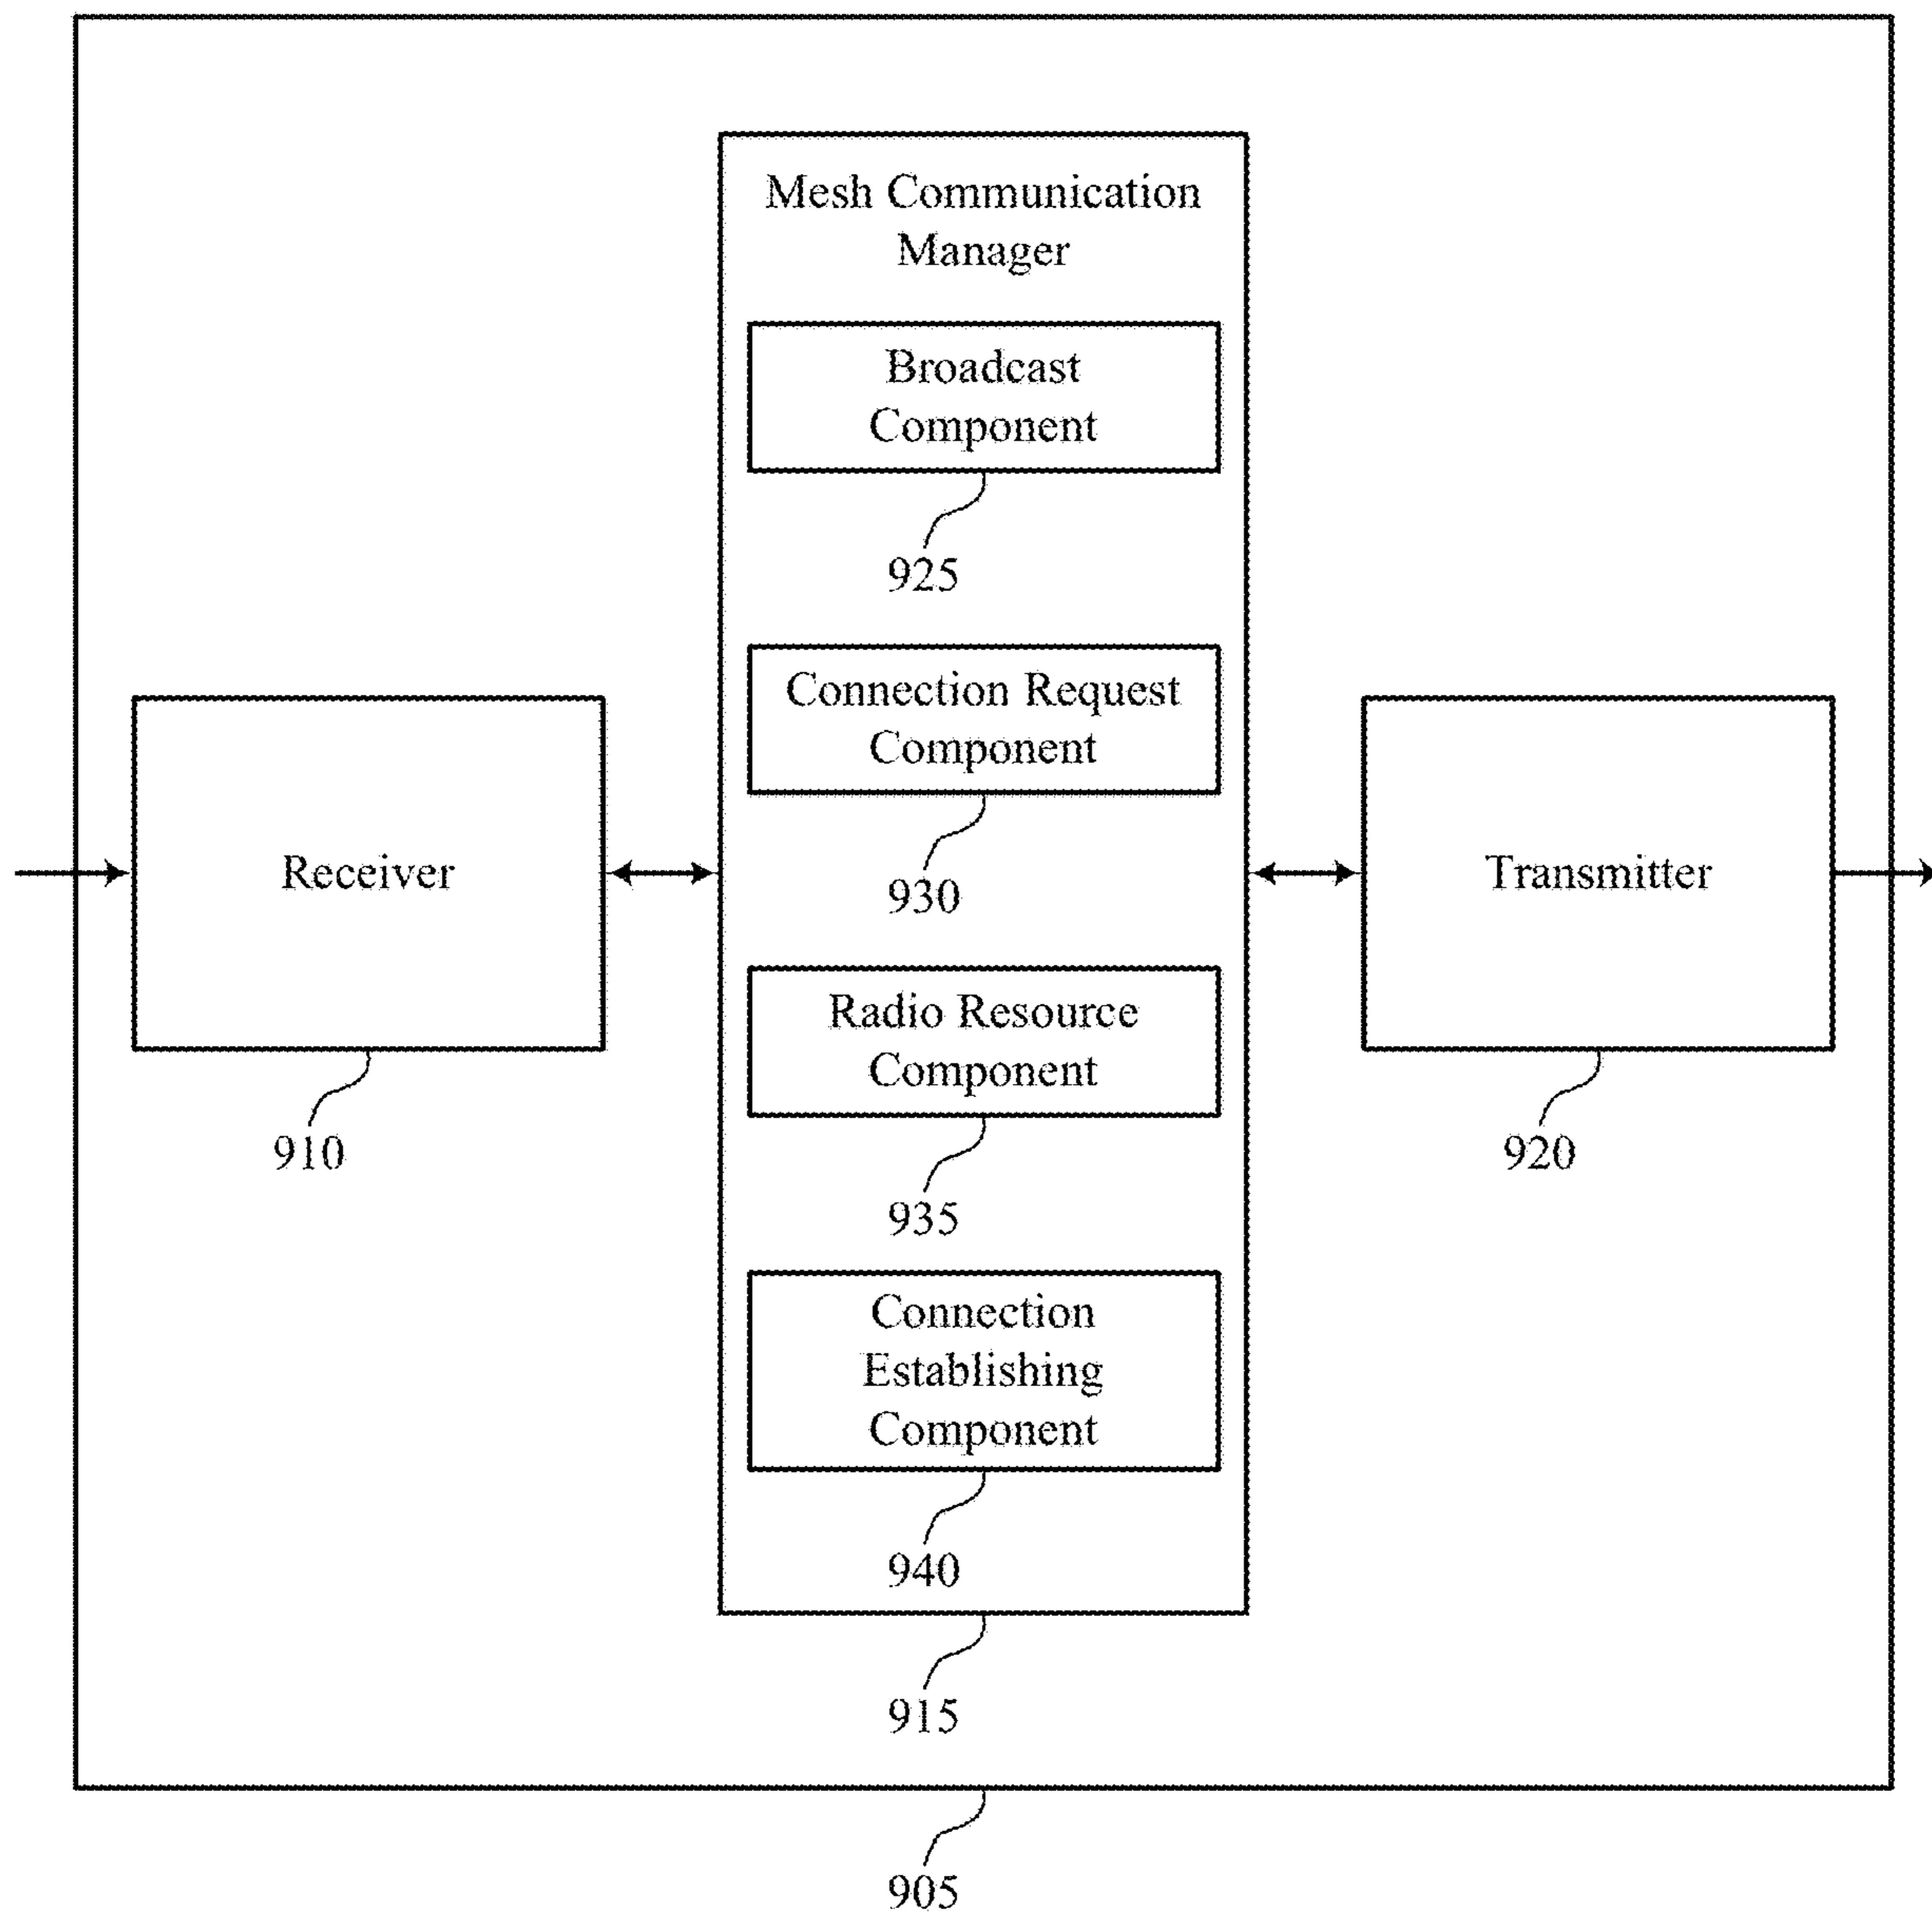 Mesh Communication
Manager
Broadcast
Component
925
Connection Request
Component
930
Receiver
910
Radio Resource
Component
935
Connection
Establishing
Component
940
915
Transmitter
920
905